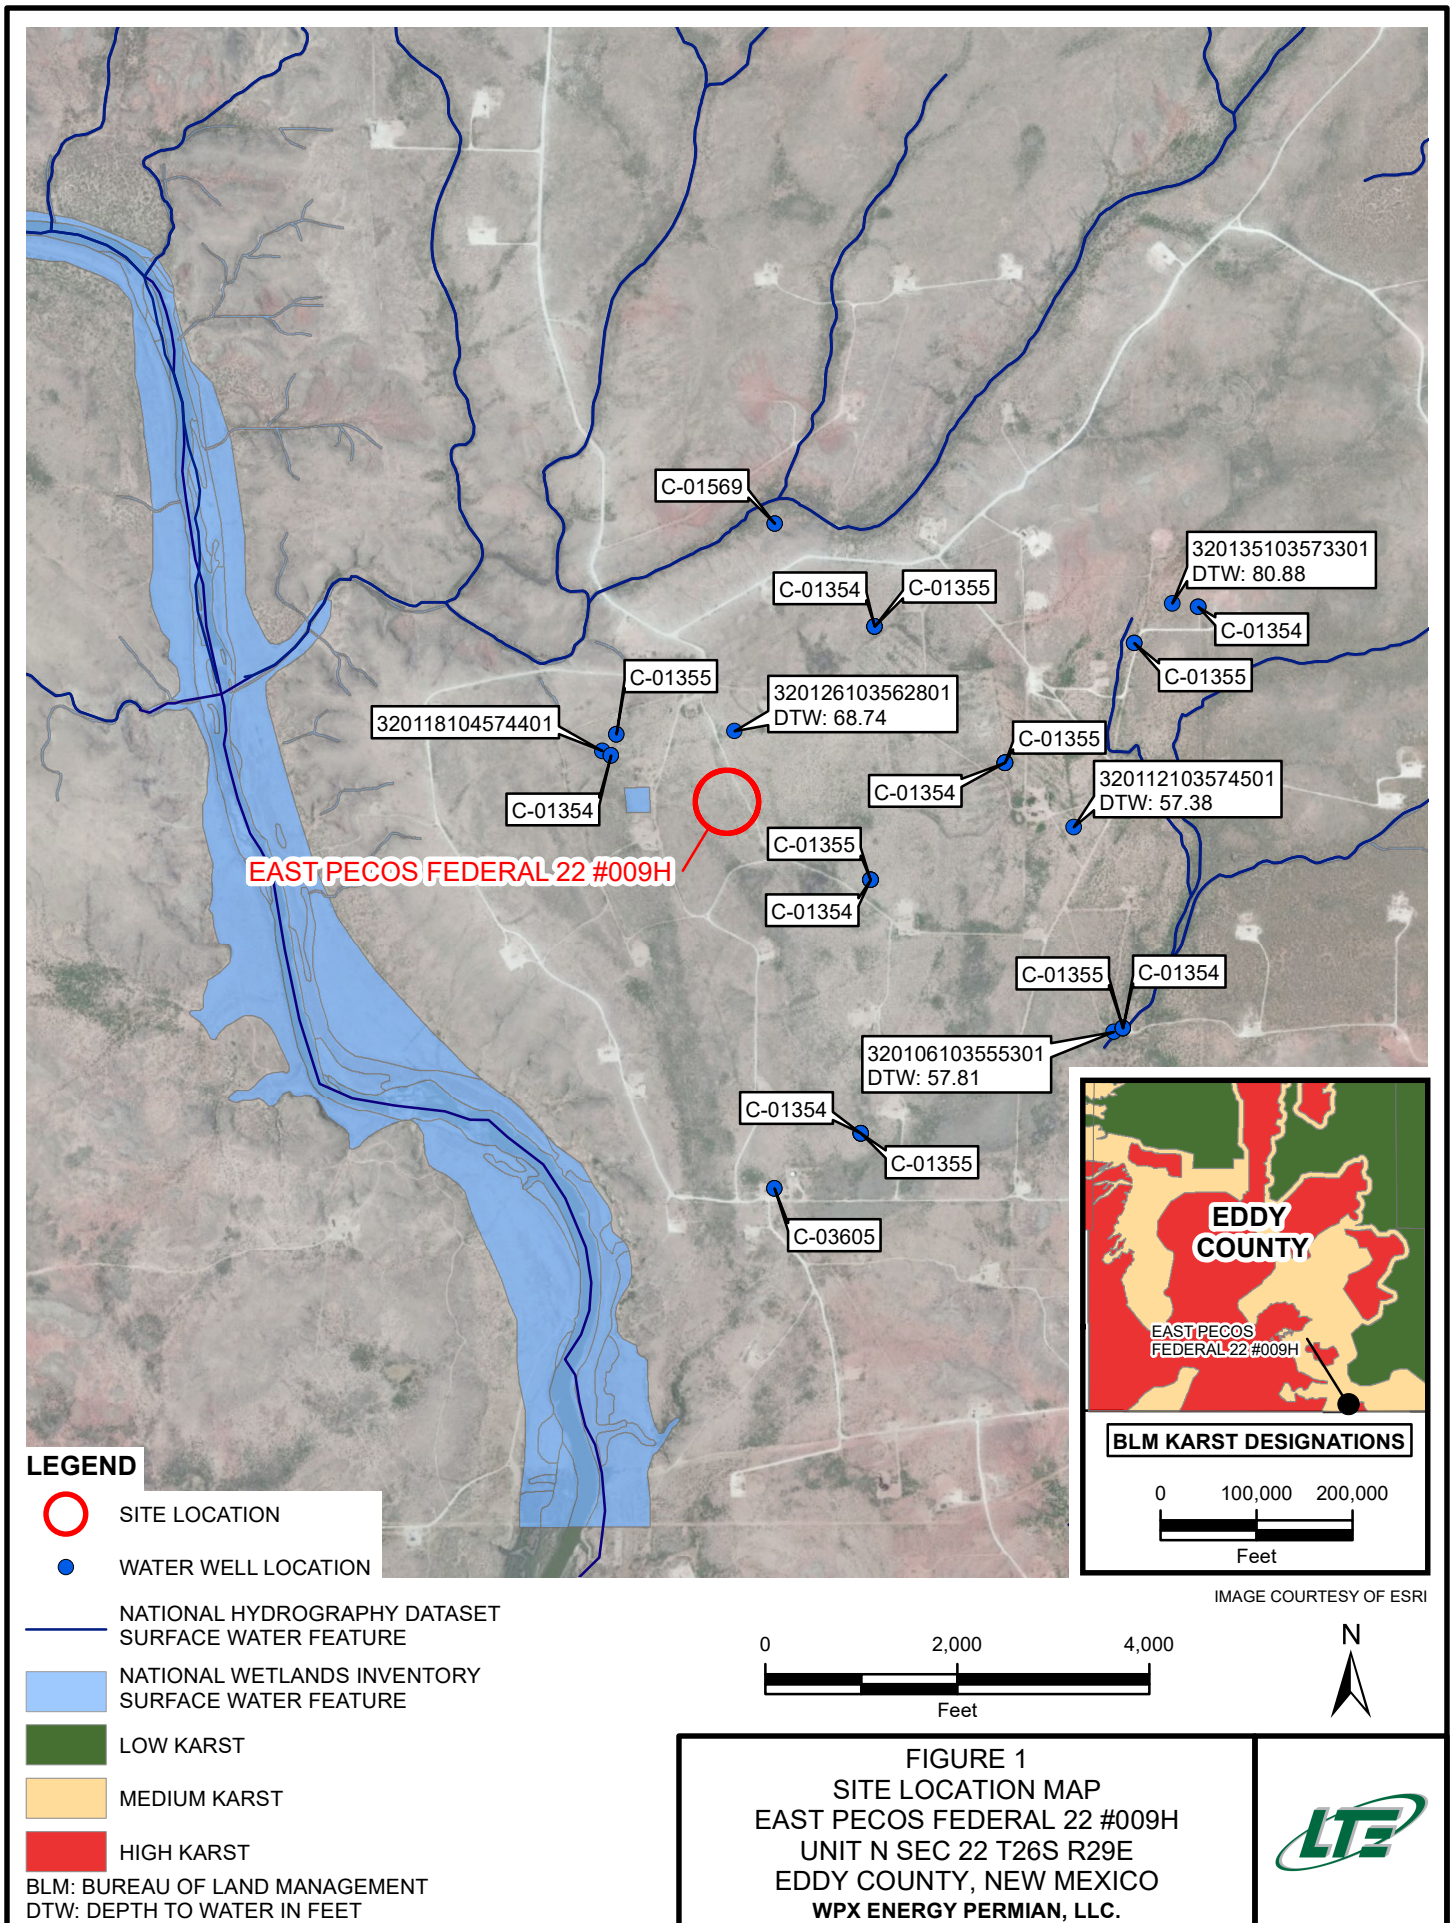 C-01569
320135103573301
DTW: 80.88
C-01354
C-01355
C-01354
C-01355
C-01355
320126103562801
DTW: 68.74
320118104574401
C-01355
C-01354
320112103574501
DTW: 57.38
C-01354
C-01355
EAST PECOS FEDERAL 22 #009H
C-01354
C-01355
C-01354
320106103555301
DTW: 57.81
C-01354
C-01355
C-03605
EDDY
COUNTY
EAST PECOS
FEDERAL 22 #009H
BLM KARST DESIGNATIONS
0 100,000 200,000
Feet
IMAGE COURTESY OF ESRI
LEGEND
SITE LOCATION
WATER WELL LOCATION
NATIONAL HYDROGRAPHY DATASET
SURFACE WATER FEATURE
NATIONAL WETLANDS INVENTORY
SURFACE WATER FEATURE
LOW KARST
MEDIUM KARST
HIGH KARST
BLM: BUREAU OF LAND MANAGEMENT
DTW: DEPTH TO WATER IN FEET
0 2,000 4,000
Feet
N
FIGURE 1
SITE LOCATION MAP
EAST PECOS FEDERAL 22 #009H
UNIT N SEC 22 T26S R29E
EDDY COUNTY, NEW MEXICO
WPX ENERGY PERMIAN, LLC.
LTE